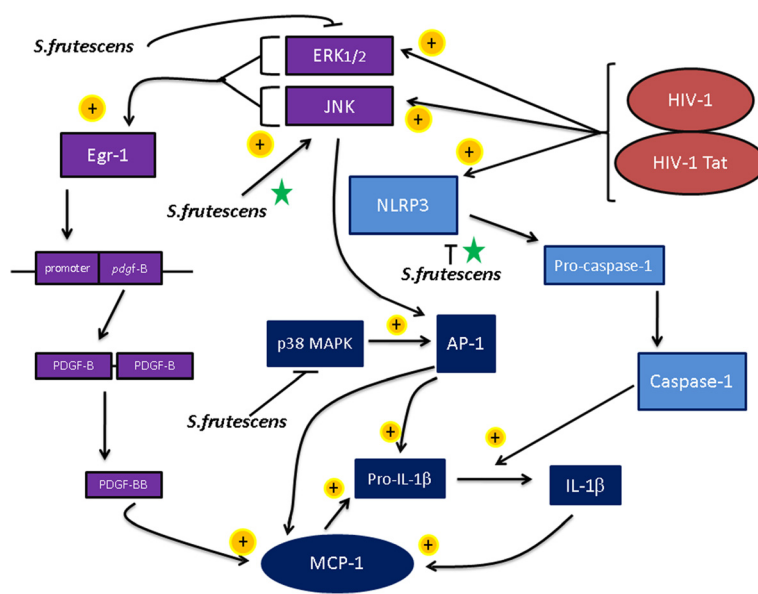 S.frutescens
ERK1/2
+
HIV-1
JNK
+
+
+
+
Egr-1
HIV-1 Tat
S.frutescens
NLRP3
promoter
pdgf-B
S.frutescens
Pro-caspase-1
p38 MAPK
+
AP-1
PDGF-B
PDGF-B
Caspase-1
S.frutescens
+
+
PDGF-BB
+
Pro-IL-1β
IL-1β
+
+
MCP-1